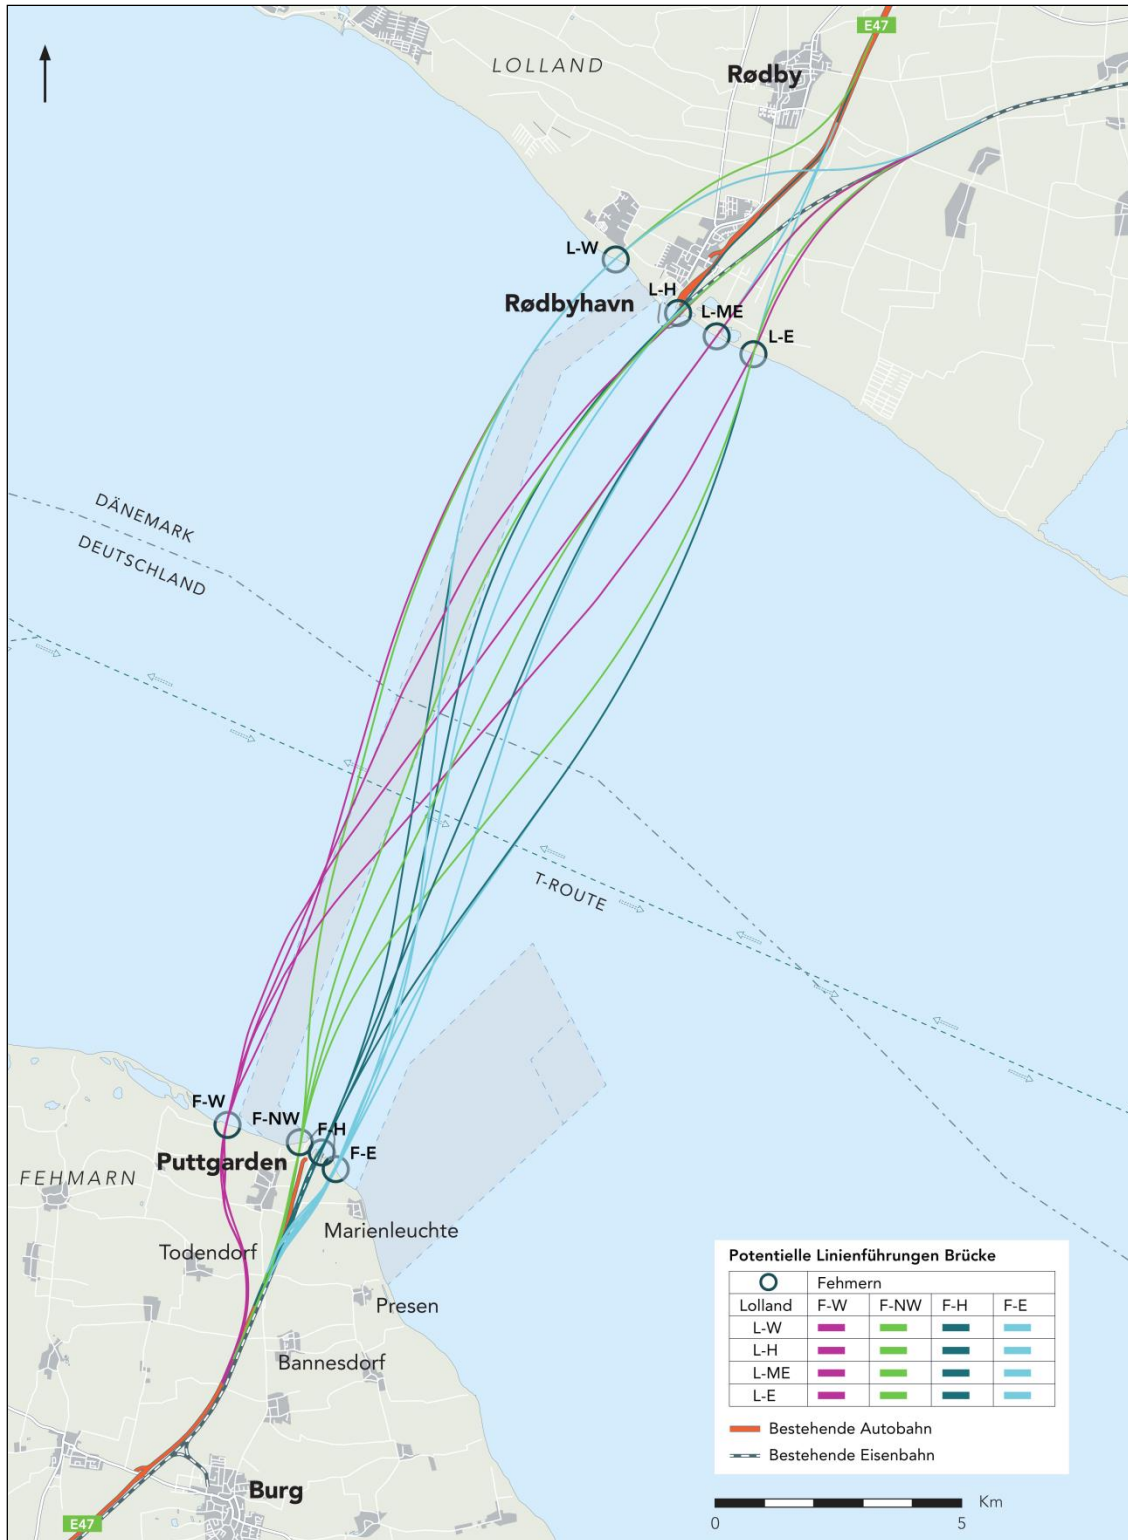 E47
LOLLAND
Rødby
L-W
L-H
Rødbyhavn
L-ME
L-E
DÄNEMARK
DEUTSCHLAND
T-ROUTE
F-W
F-NW
F-H
F-E
Puttgarden
FEHMARN
Marienleuchte
Todendorf
Presen
Bannesdorf
Burg
E47
Potentielle Linienführungen Brücke
Fehmern
Lolland F-W F-NW F-H F-E
L-W
L-H
L-ME
L-E
Bestehende Autobahn
Bestehende Eisenbahn
Km
0 5